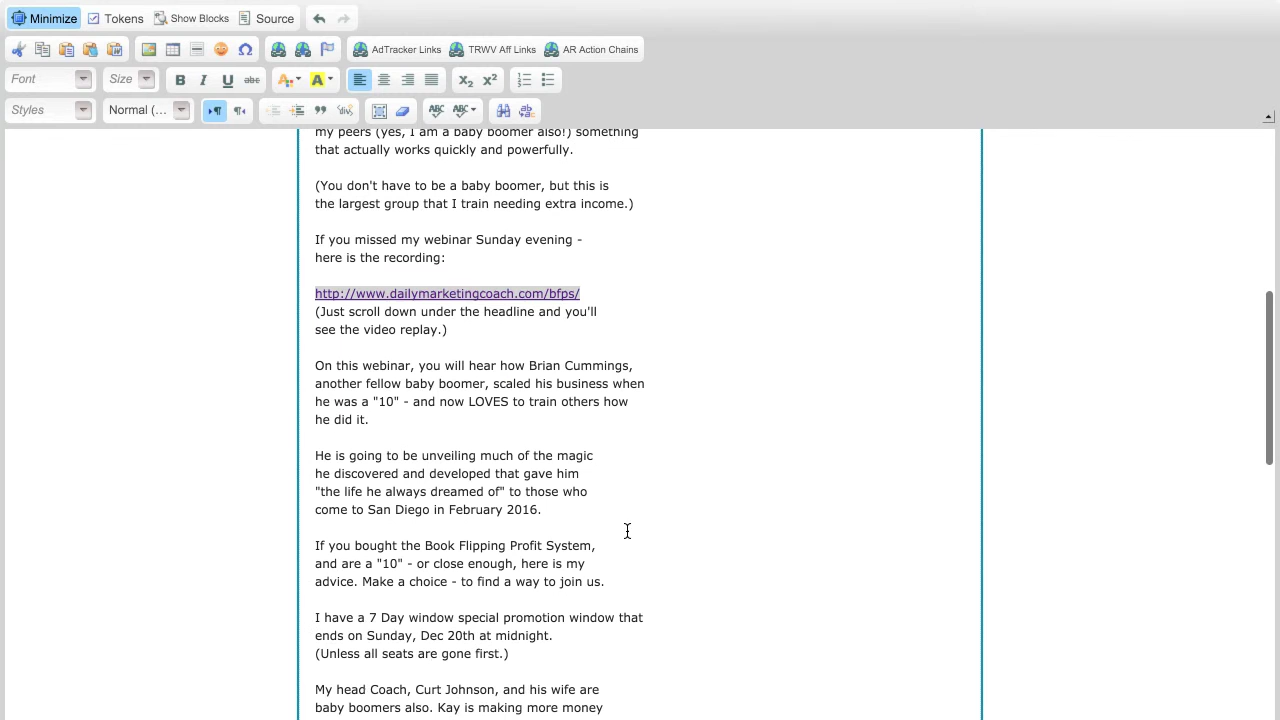 Minimize Tokens Show Blocks Source
AdTracker Links TRWV Aff Links AR Action Chains
Font Size B I U abc A A X₂ X²
Styles Normal (... ABC ABC
my peers (yes, I am a baby boomer also!) something
that actually works quickly and powerfully.
(You don't have to be a baby boomer, but this is
the largest group that I train needing extra income.)
If you missed my webinar Sunday evening -
here is the recording:
http://www.dailymarketingcoach.com/bfps/
(Just scroll down under the headline and you'll
see the video replay.)
On this webinar, you will hear how Brian Cummings,
another fellow baby boomer, scaled his business when
he was a "10" - and now LOVES to train others how
he did it.
He is going to be unveiling much of the magic
he discovered and developed that gave him
"the life he always dreamed of" to those who
come to San Diego in February 2016.
If you bought the Book Flipping Profit System,
and are a "10" - or close enough, here is my
advice. Make a choice - to find a way to join us.
I have a 7 Day window special promotion window that
ends on Sunday, Dec 20th at midnight.
(Unless all seats are gone first.)
My head Coach, Curt Johnson, and his wife are
baby boomers also. Kay is making more money